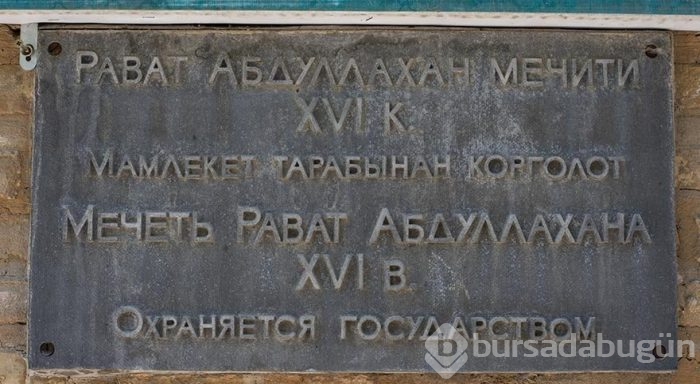 Рават Абдуллахан мечити
XVI к.
Мамлекет тарабынан корголот
Мечеть Рават Абдуллахана
XVI в.
Охраняется государством
bursadabugün